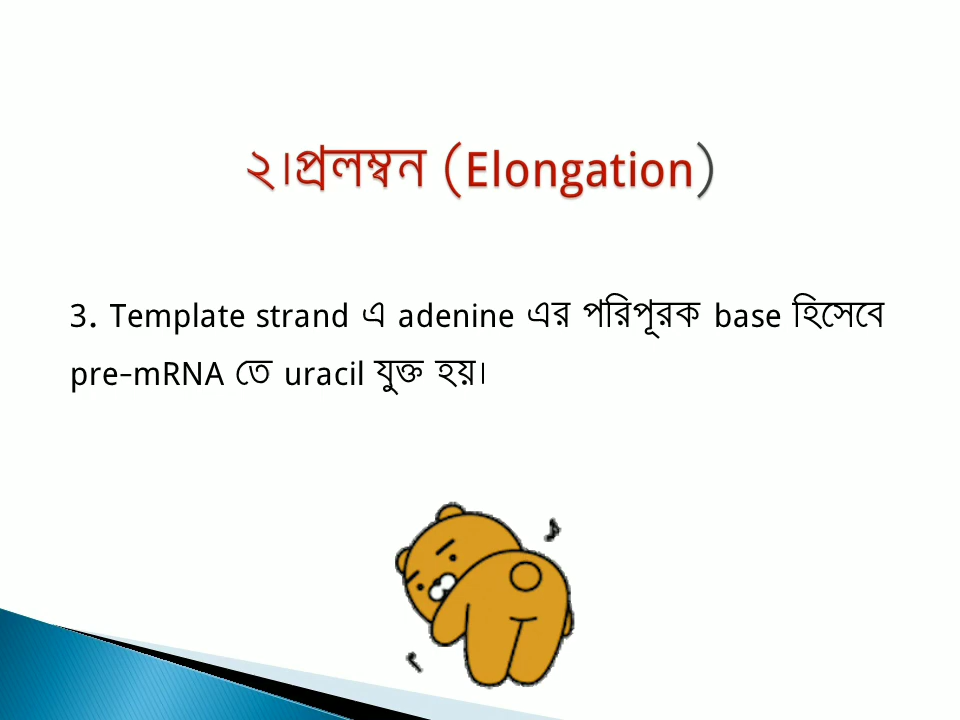 ২।প্রলম্বন (Elongation)
3. Template strand এ adenine এর পরিপূরক base হিসেবে
pre-mRNA তে uracil যুক্ত হয়।